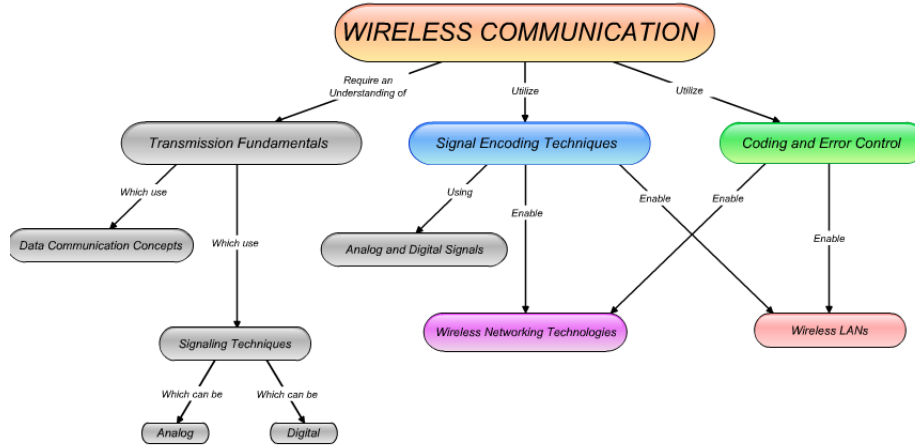 WIRELESS COMMUNICATION
Require an
Understanding of
Utilize
Utilize
Transmission Fundamentals
Signal Encoding Techniques
Coding and Error Control
Which use
Using
Enable
Enable
Enable
Enable
Data Communication Concepts
Which use
Analog and Digital Signals
Signaling Techniques
Wireless Networking Technologies
Wireless LANs
Which can be
Which can be
Analog
Digital